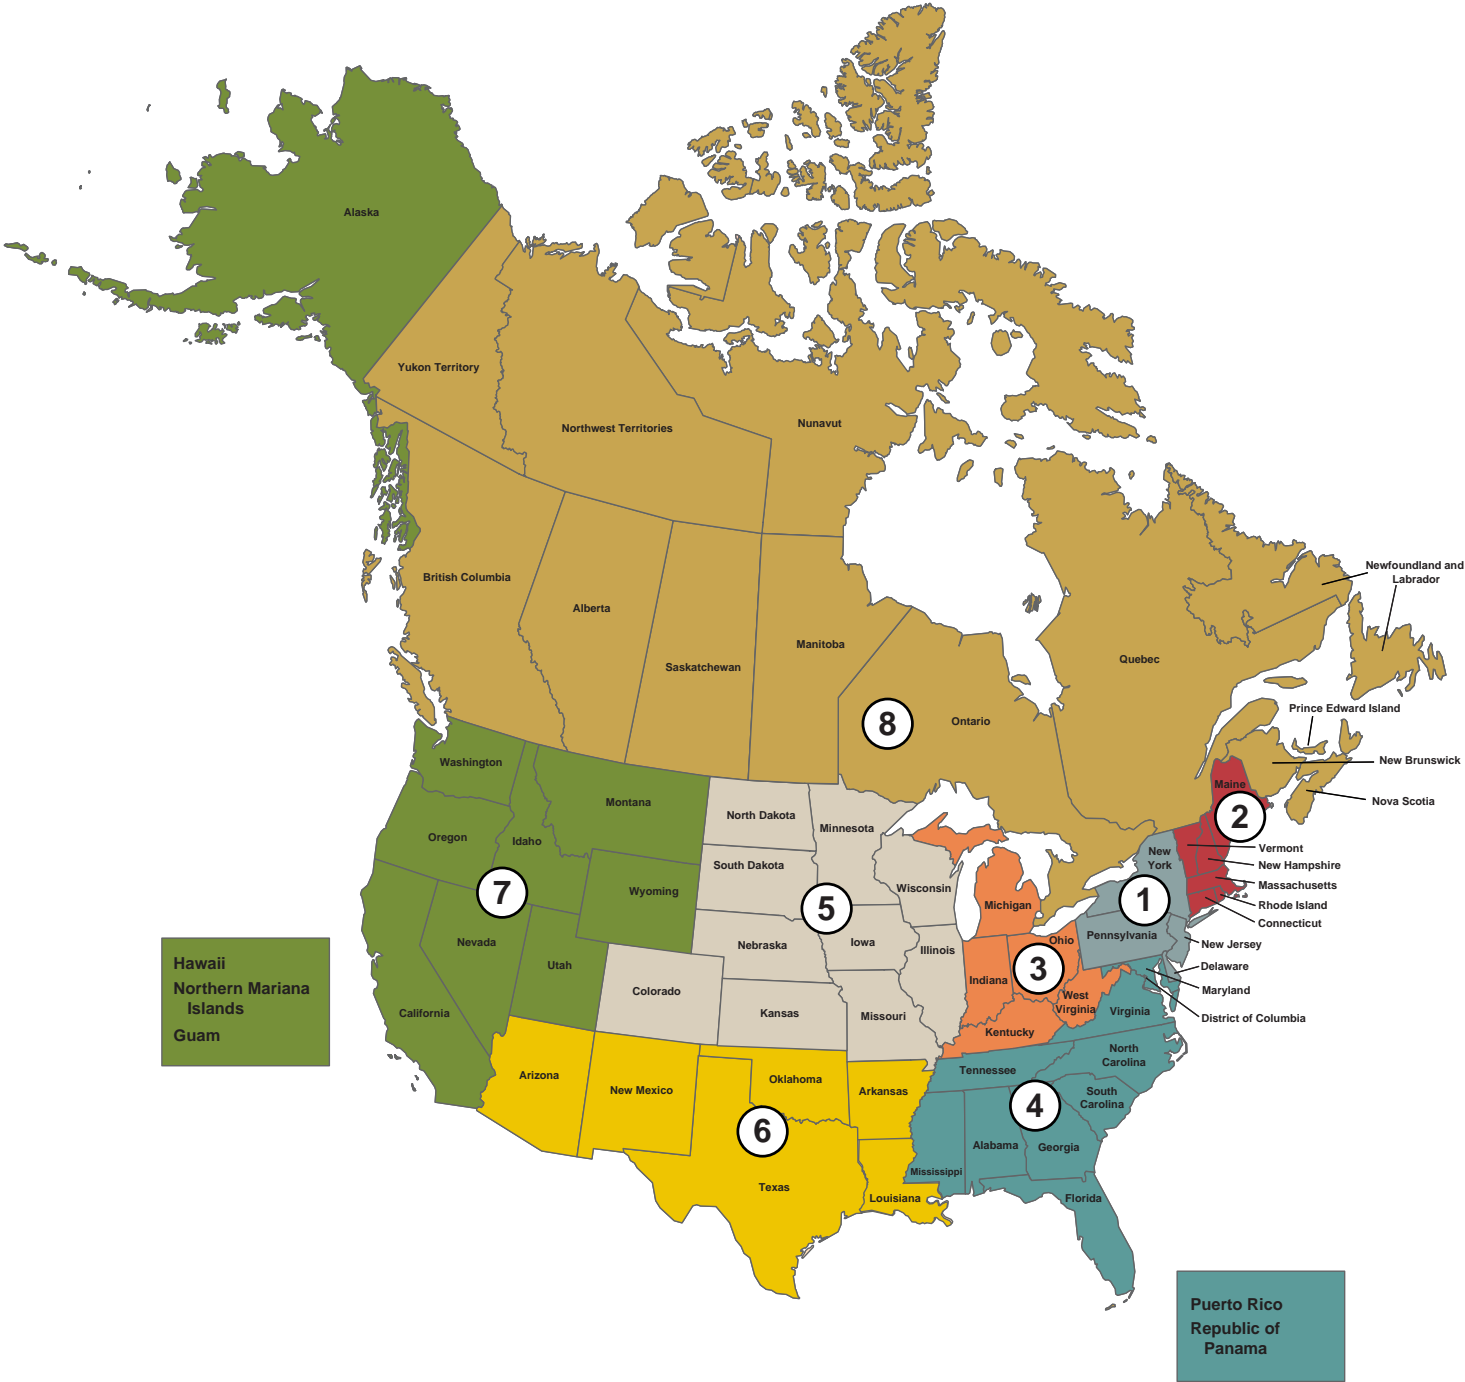 Alaska
Yukon Territory
Northwest Territories
Nunavut
British Columbia
Alberta
Saskatchewan
Manitoba
Ontario
Quebec
Newfoundland and
Labrador
Prince Edward Island
New Brunswick
Nova Scotia
8
Washington
Oregon
Idaho
Montana
Wyoming
Nevada
Utah
California
7
Hawaii
Northern Mariana
Islands
Guam
North Dakota
South Dakota
Minnesota
Wisconsin
Nebraska
Iowa
Illinois
Colorado
Kansas
Missouri
5
Michigan
Ohio
Indiana
West
Virginia
Kentucky
3
Maine
2
Vermont
New Hampshire
Massachusetts
Rhode Island
Connecticut
New
York
1
Pennsylvania
New Jersey
Delaware
Maryland
District of Columbia
Virginia
North
Carolina
Tennessee
South
Carolina
4
Alabama
Georgia
Mississippi
Florida
Arizona
New Mexico
Oklahoma
Arkansas
6
Texas
Louisiana
Puerto Rico
Republic of
Panama